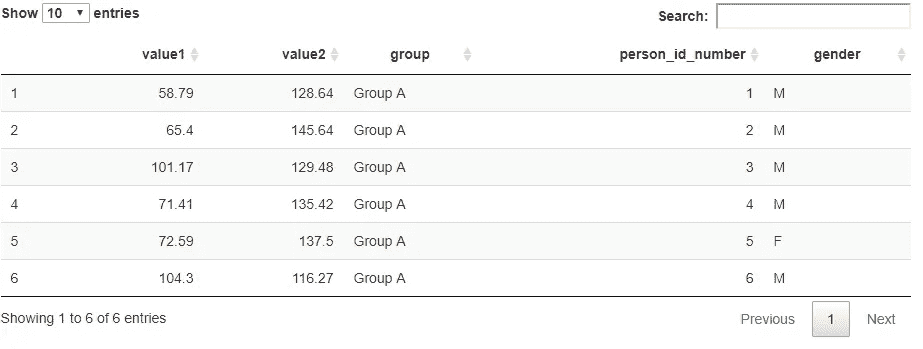 Show 10 entries Search:
value1 value2 group person_id_number gender
1 58.79 128.64 Group A 1 M
2 65.4 145.64 Group A 2 M
3 101.17 129.48 Group A 3 M
4 71.41 135.42 Group A 4 M
5 72.59 137.5 Group A 5 F
6 104.3 116.27 Group A 6 M
Showing 1 to 6 of 6 entries Previous 1 Next